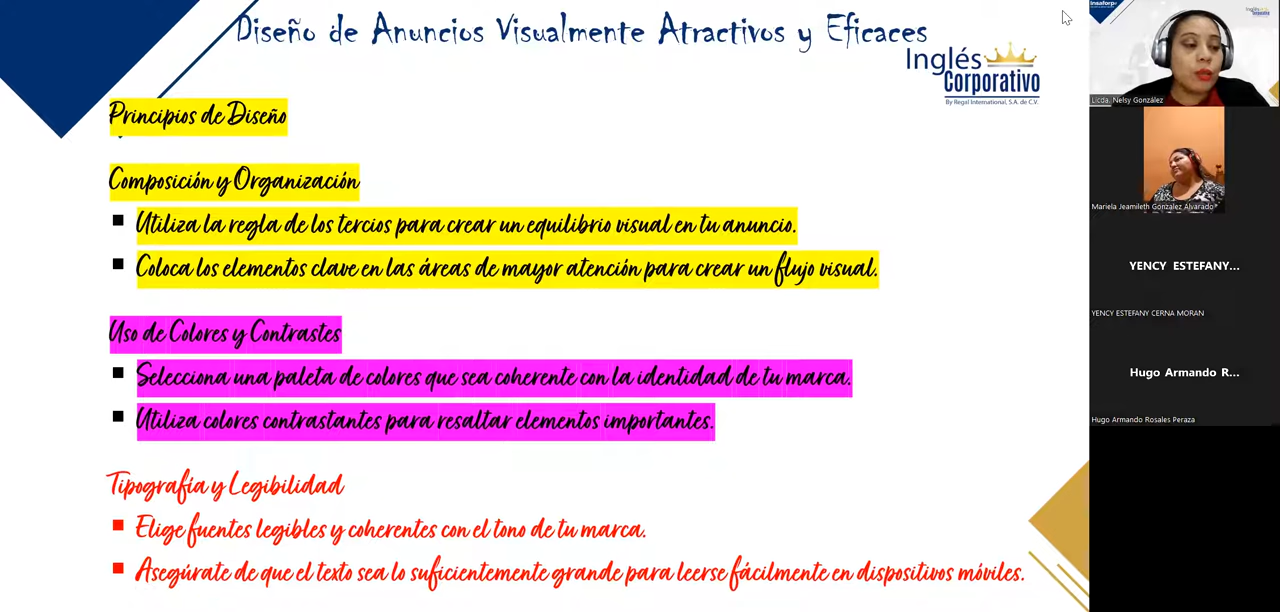 Diseño de Anuncios Visualmente Atractivos y Eficaces
Inglés
Corporativo
By Regal International, S.A. de C.V.
Principios de Diseño
Composición y Organización
Utiliza la regla de los tercios para crear un equilibrio visual en tu anuncio.
Coloca los elementos clave en las áreas de mayor atención para crear un flujo visual.
Uso de Colores y Contrastes
Selecciona una paleta de colores que sea coherente con la identidad de tu marca.
Utiliza colores contrastantes para resaltar elementos importantes.
Tipografía y Legibilidad
Elige fuentes legibles y coherentes con el tono de tu marca.
Asegúrate de que el texto sea lo suficientemente grande para leerse fácilmente en dispositivos móviles.
Insaforp
Inglés
Corporativo
Licda. Nelsy González
Mariela Jeamileth Gonzalez Alvarado
YENCY ESTEFANY...
YENCY ESTEFANY CERNA MORAN
Hugo Armando R...
Hugo Armando Rosales Peraza